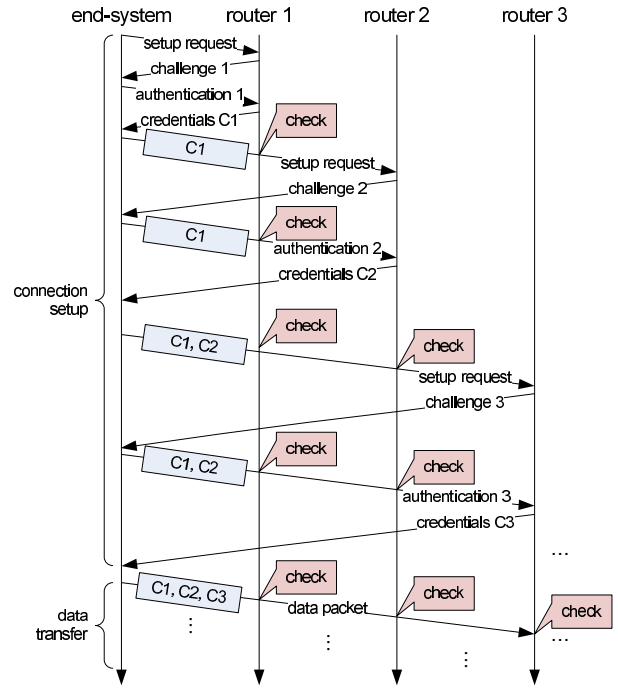 end-system router 1 router 2 router 3
setup request
challenge 1
authentication 1
credentials C1
check
C1
setup request
challenge 2
check
C1
authentication 2
credentials C2
connection
setup
check
C1, C2
check
setup request
challenge 3
check
C1, C2
check
authentication 3
credentials C3
...
check
C1, C2, C3
data packet
check
check
data
transfer
...
...
...
...